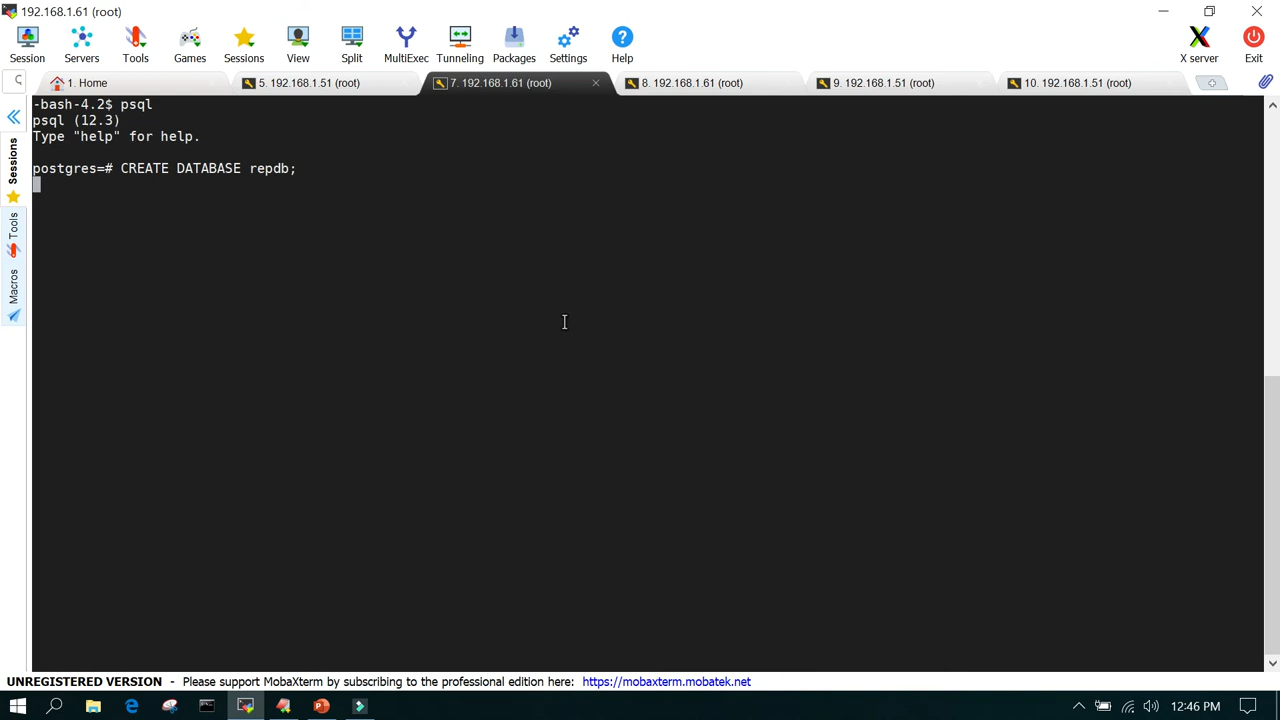 192.168.1.61 (root)
Session
Servers
Tools
Games
Sessions
View
Split
MultiExec
Tunneling
Packages
Settings
Help
X server
Exit
1. Home
5. 192.168.1.51 (root)
7. 192.168.1.61 (root)
8. 192.168.1.61 (root)
9. 192.168.1.51 (root)
10. 192.168.1.51 (root)
Sessions
Tools
Macros
-bash-4.2$ psql
psql (12.3)
Type "help" for help.
postgres=# CREATE DATABASE repdb;
UNREGISTERED VERSION - Please support MobaXterm by subscribing to the professional edition here: https://mobaxterm.mobatek.net
12:46 PM